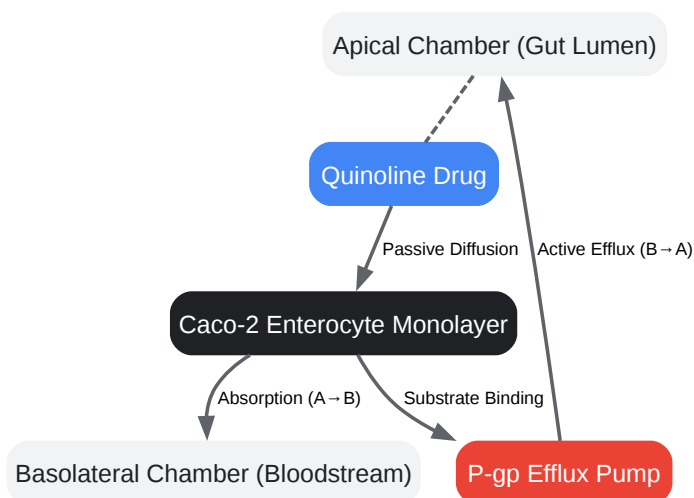 Apical Chamber (Gut Lumen)
Quinoline Drug
Passive Diffusion
Active Efflux (B→A)
Caco-2 Enterocyte Monolayer
Absorption (A→B)
Substrate Binding
Basolateral Chamber (Bloodstream)
P-gp Efflux Pump